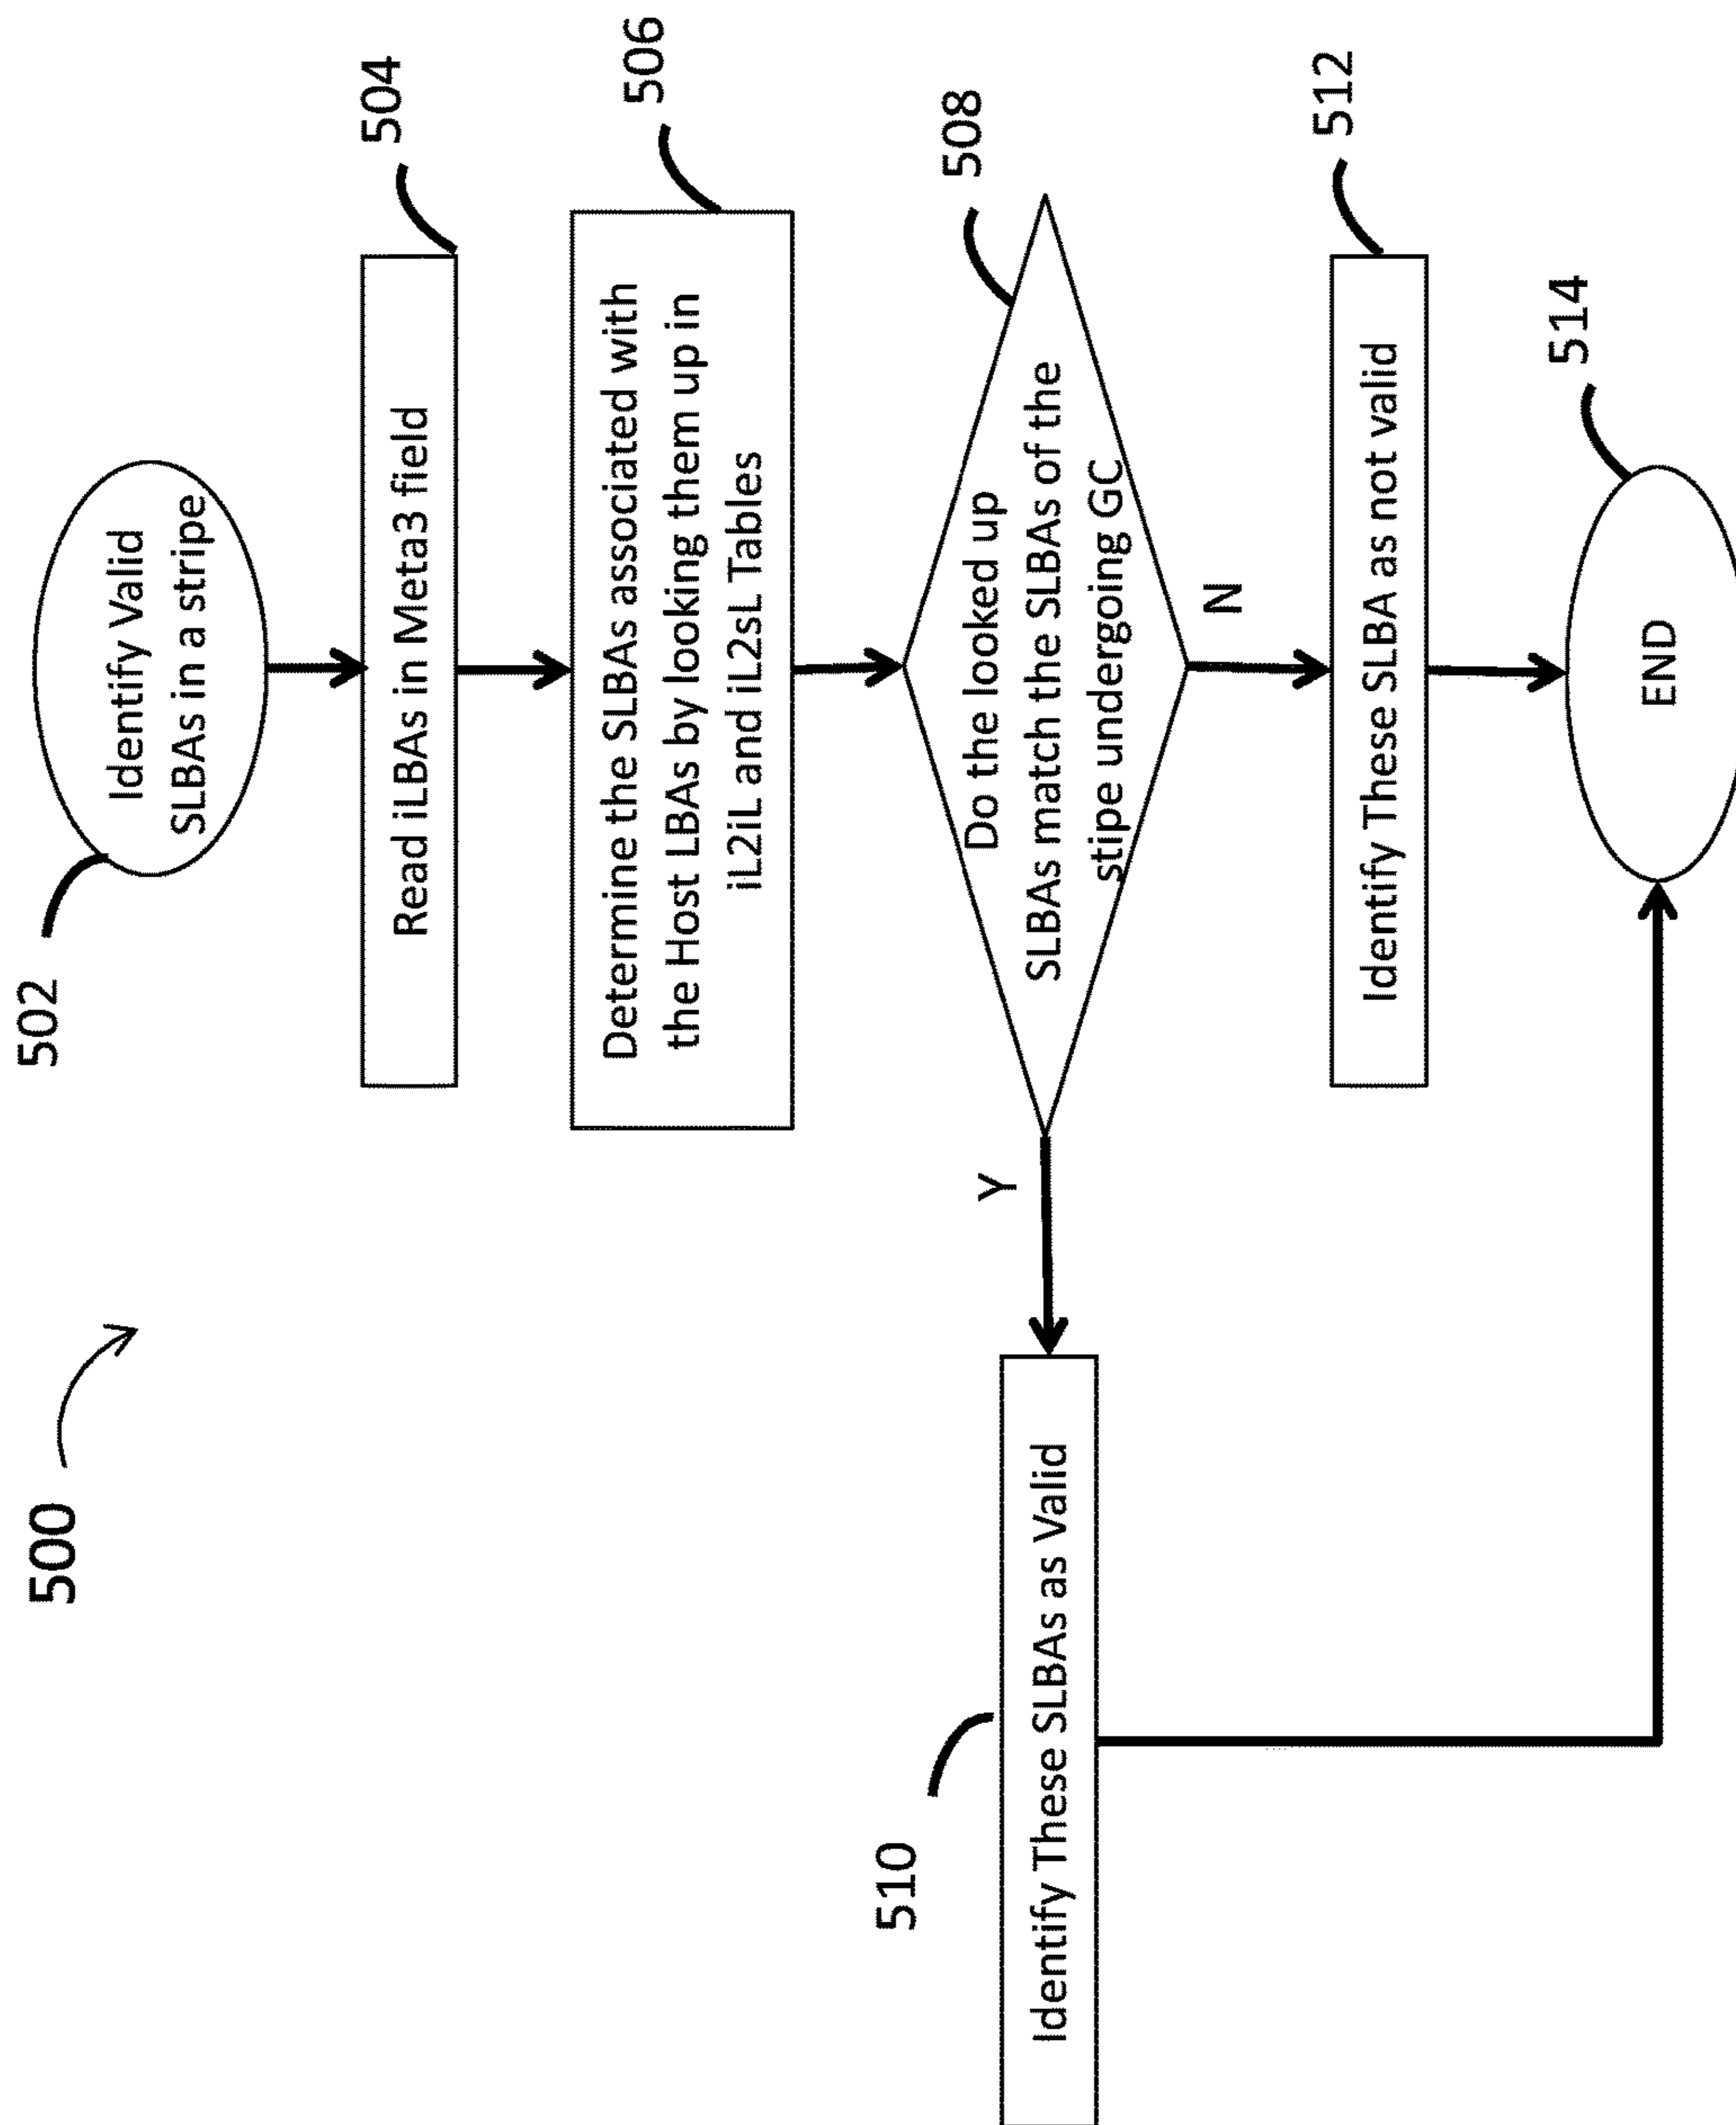 500
502
Identify Valid
SLBAs in a stripe
504
Read iLBAs in Meta3 field
506
Determine the SLBAs associated with
the Host LBAs by looking them up in
iL2iL and iL2sL Tables
508
Do the looked up
SLBAs match the SLBAs of the
stipe undergoing GC
Y
N
510
Identify These SLBAs as Valid
512
Identify These SLBA as not valid
514
END